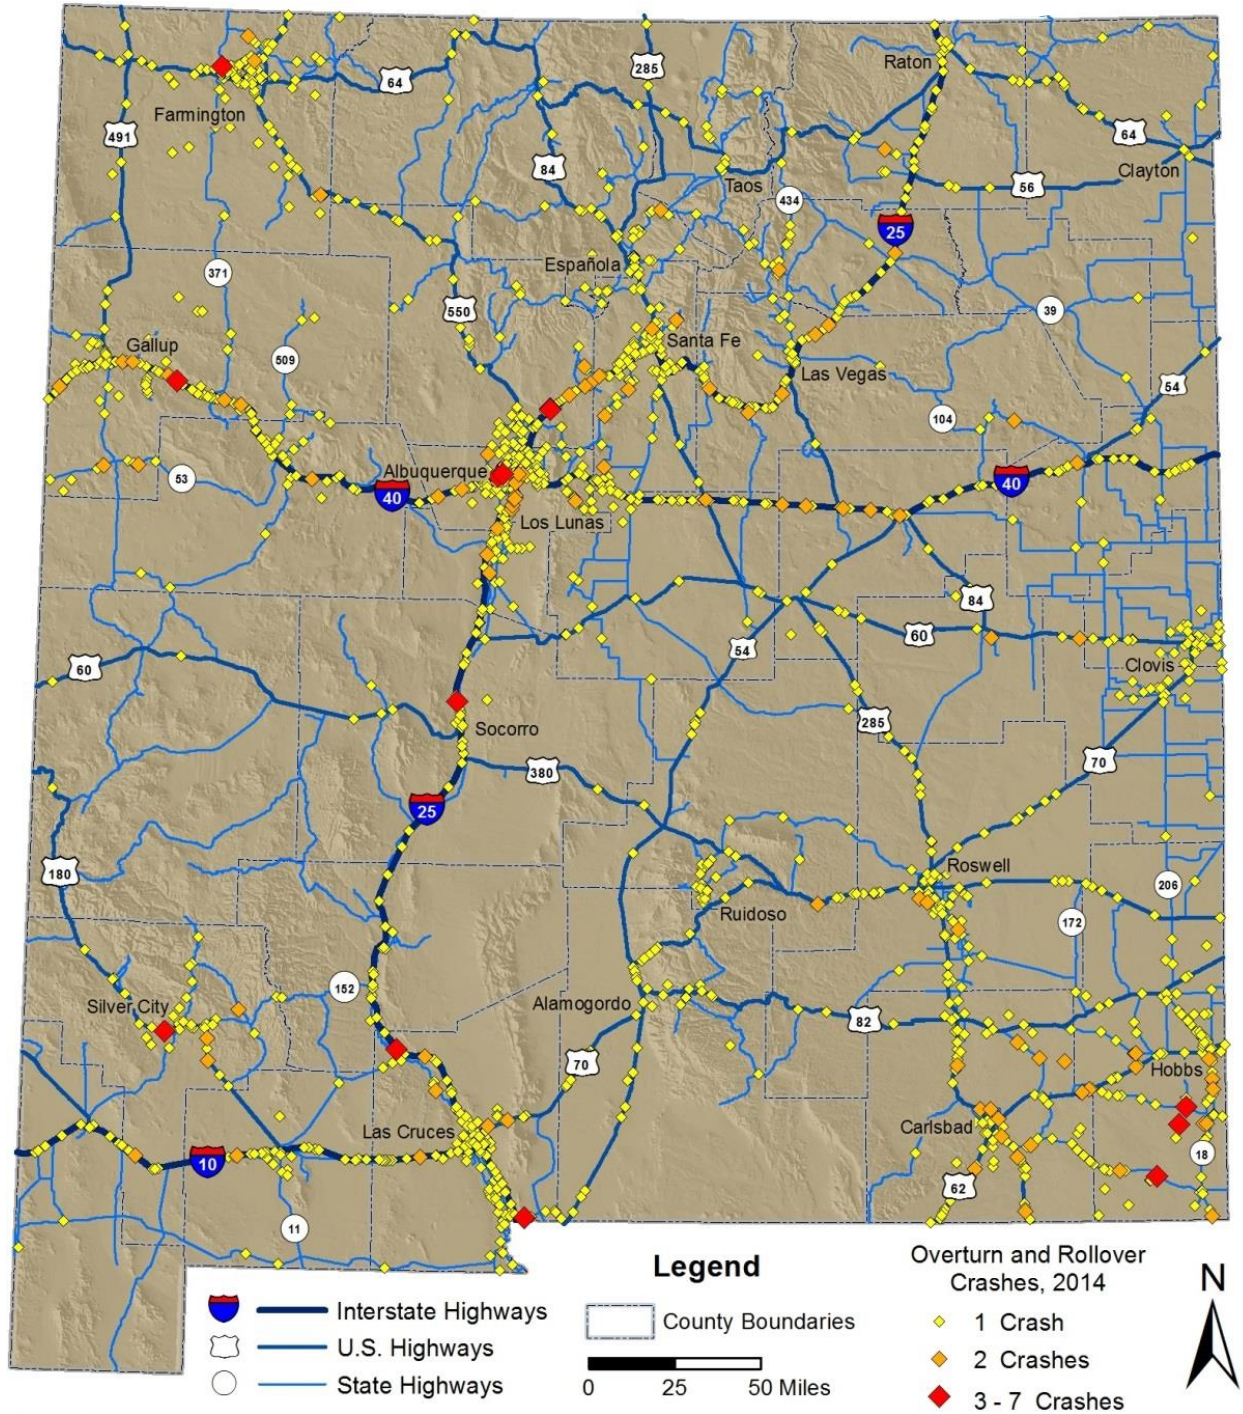 Raton
285
64
Farmington
491
64
84
Clayton
56
Taos
434
25
371
Española
550
39
Gallup
Santa Fe
509
Las Vegas
54
104
Albuquerque
53
40
40
Los Lunas
84
60
54
60
Clovis
285
Socorro
70
380
25
180
Roswell
206
Ruidoso
172
152
Silver City
Alamogordo
82
70
Hobbs
Las Cruces
Carlsbad
10
18
62
11
Legend
Interstate Highways
U.S. Highways
State Highways
County Boundaries
0 25 50 Miles
Overturn and Rollover
Crashes, 2014
1 Crash
2 Crashes
3 - 7 Crashes
N